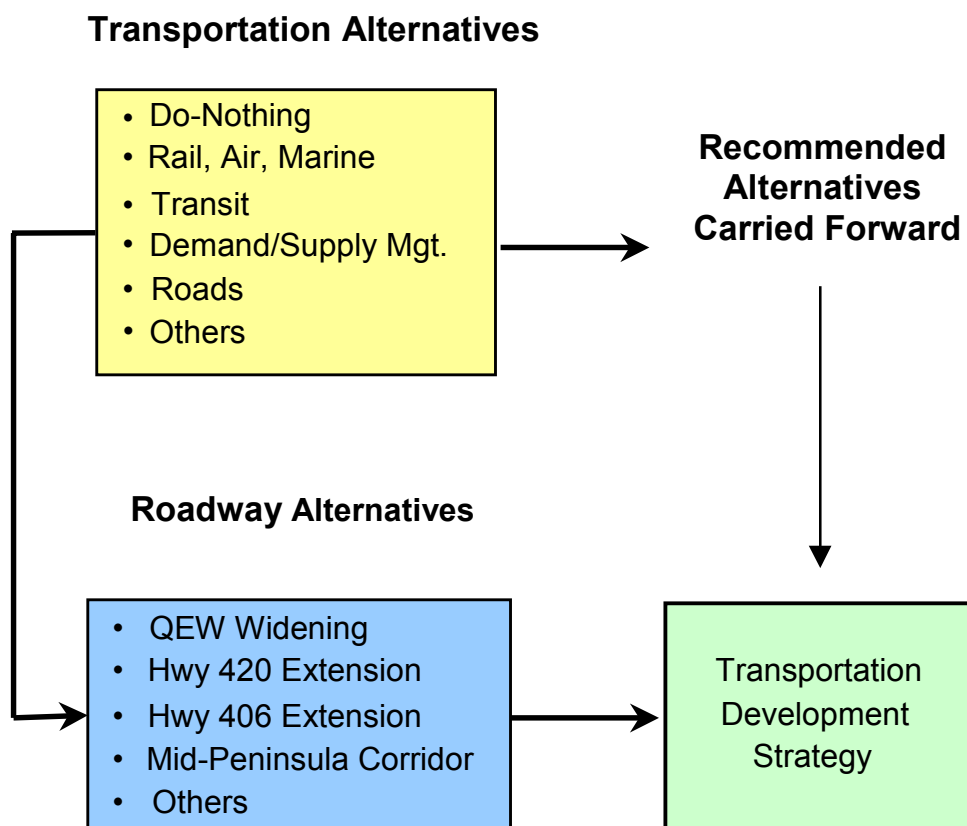 Transportation Alternatives
• Do-Nothing
• Rail, Air, Marine
• Transit
• Demand/Supply Mgt.
• Roads
• Others
Recommended
Alternatives
Carried Forward
Roadway Alternatives
• QEW Widening
• Hwy 420 Extension
• Hwy 406 Extension
• Mid-Peninsula Corridor
• Others
Transportation
Development
Strategy